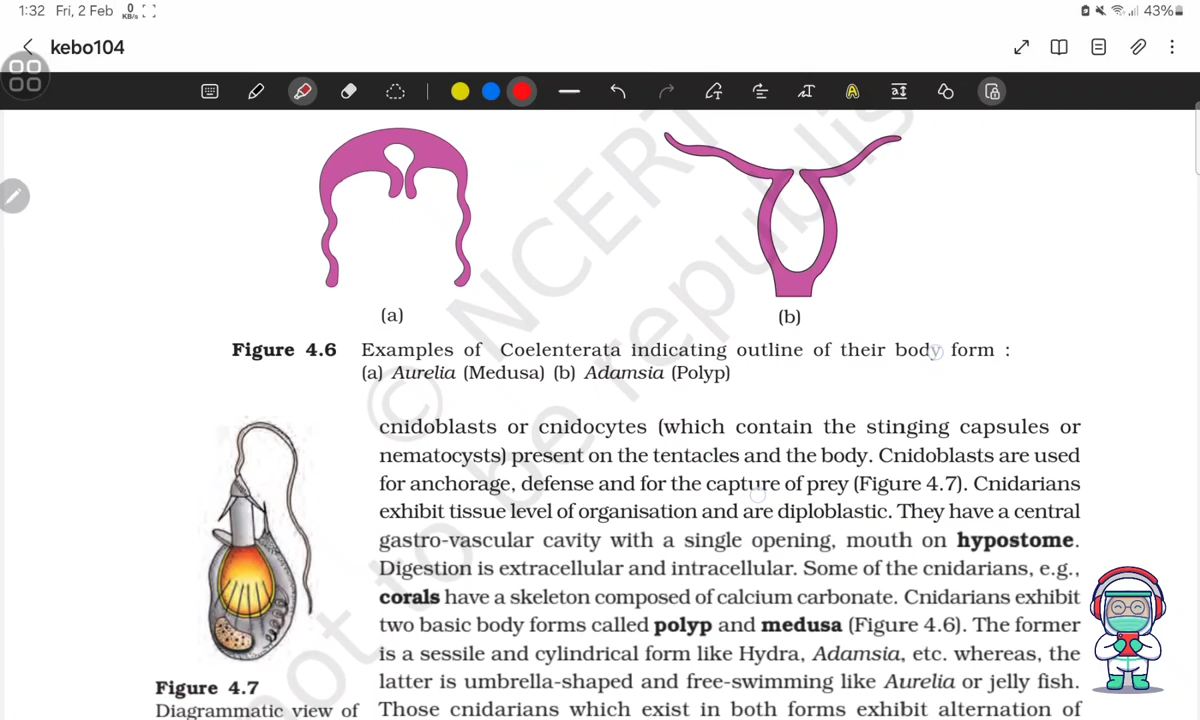 1:32 Fri, 2 Feb 0 KB/s
43%
kebo104
© NCERT
not to be republis
(a)
(b)
Figure 4.6 Examples of Coelenterata indicating outline of their body form :
(a) Aurelia (Medusa) (b) Adamsia (Polyp)
cnidoblasts or cnidocytes (which contain the stinging capsules or
nematocysts) present on the tentacles and the body. Cnidoblasts are used
for anchorage, defense and for the capture of prey (Figure 4.7). Cnidarians
exhibit tissue level of organisation and are diploblastic. They have a central
gastro-vascular cavity with a single opening, mouth on hypostome.
Digestion is extracellular and intracellular. Some of the cnidarians, e.g.,
corals have a skeleton composed of calcium carbonate. Cnidarians exhibit
two basic body forms called polyp and medusa (Figure 4.6). The former
is a sessile and cylindrical form like Hydra, Adamsia, etc. whereas, the
latter is umbrella-shaped and free-swimming like Aurelia or jelly fish.
Those cnidarians which exist in both forms exhibit alternation of
Figure 4.7
Diagrammatic view of